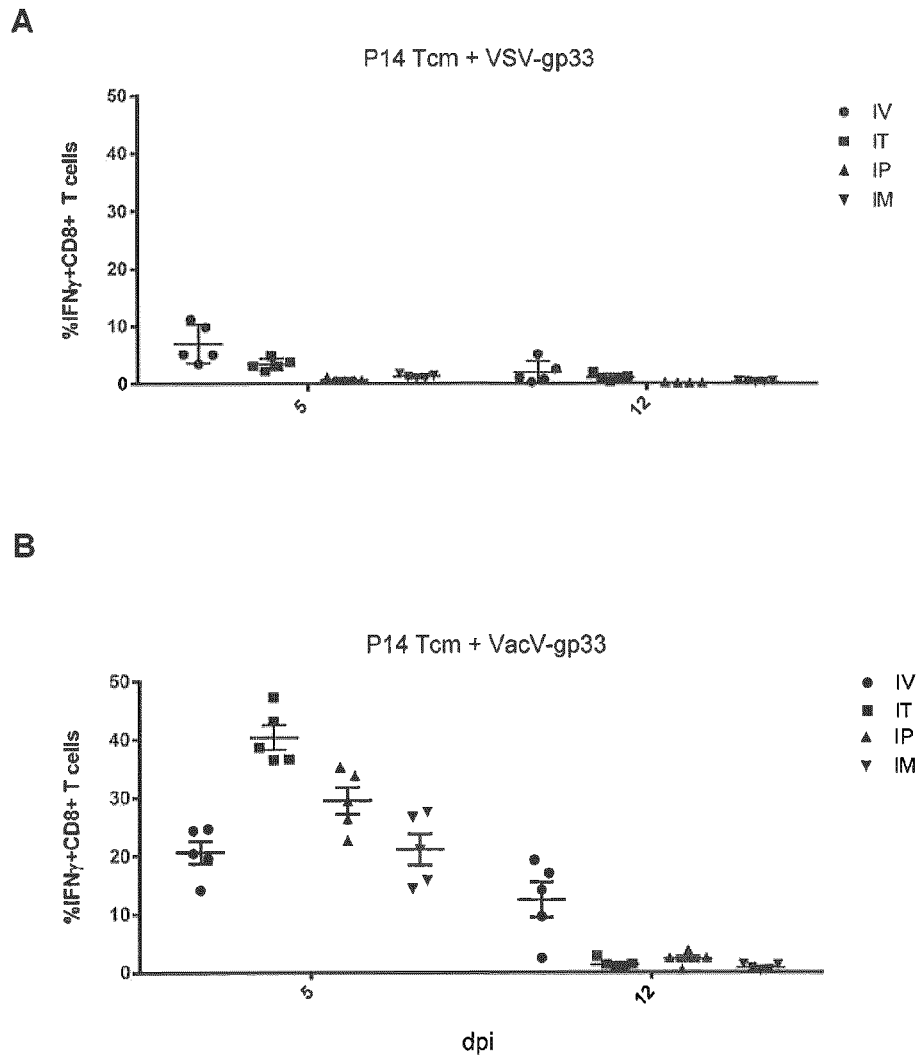 A
P14 Tcm + VSV-gp33
%IFNγ+CD8+ T cells
50
40
30
20
10
0
5
12
IV
IT
IP
IM
B
P14 Tcm + VacV-gp33
%IFNγ+CD8+ T cells
50
40
30
20
10
0
5
12
IV
IT
IP
IM
dpi